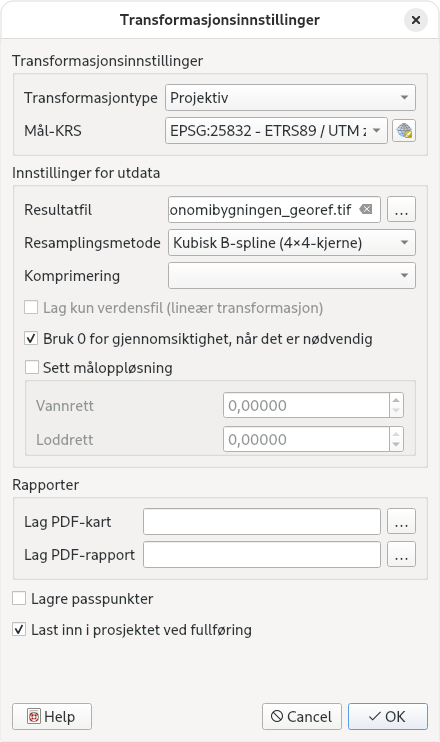 Transformasjonsinnstillinger
Transformasjonsinnstillinger
Transformasjontype Projektiv
Mål-KRS EPSG:25832 - ETRS89 / UTM
Innstillinger for utdata
Resultatfil onomibygningen_georef.tif ...
Resamplingsmetode Kubisk B-spline (4×4-kjerne)
Komprimering
Lag kun verdensfil (lineær transformasjon)
Bruk 0 for gjennomsiktighet, når det er nødvendig
Sett måloppløsning
Vannrett 0,00000
Loddrett 0,00000
Rapporter
Lag PDF-kart ...
Lag PDF-rapport ...
Lagre passpunkter
Last inn i prosjektet ved fullføring
Help Cancel OK